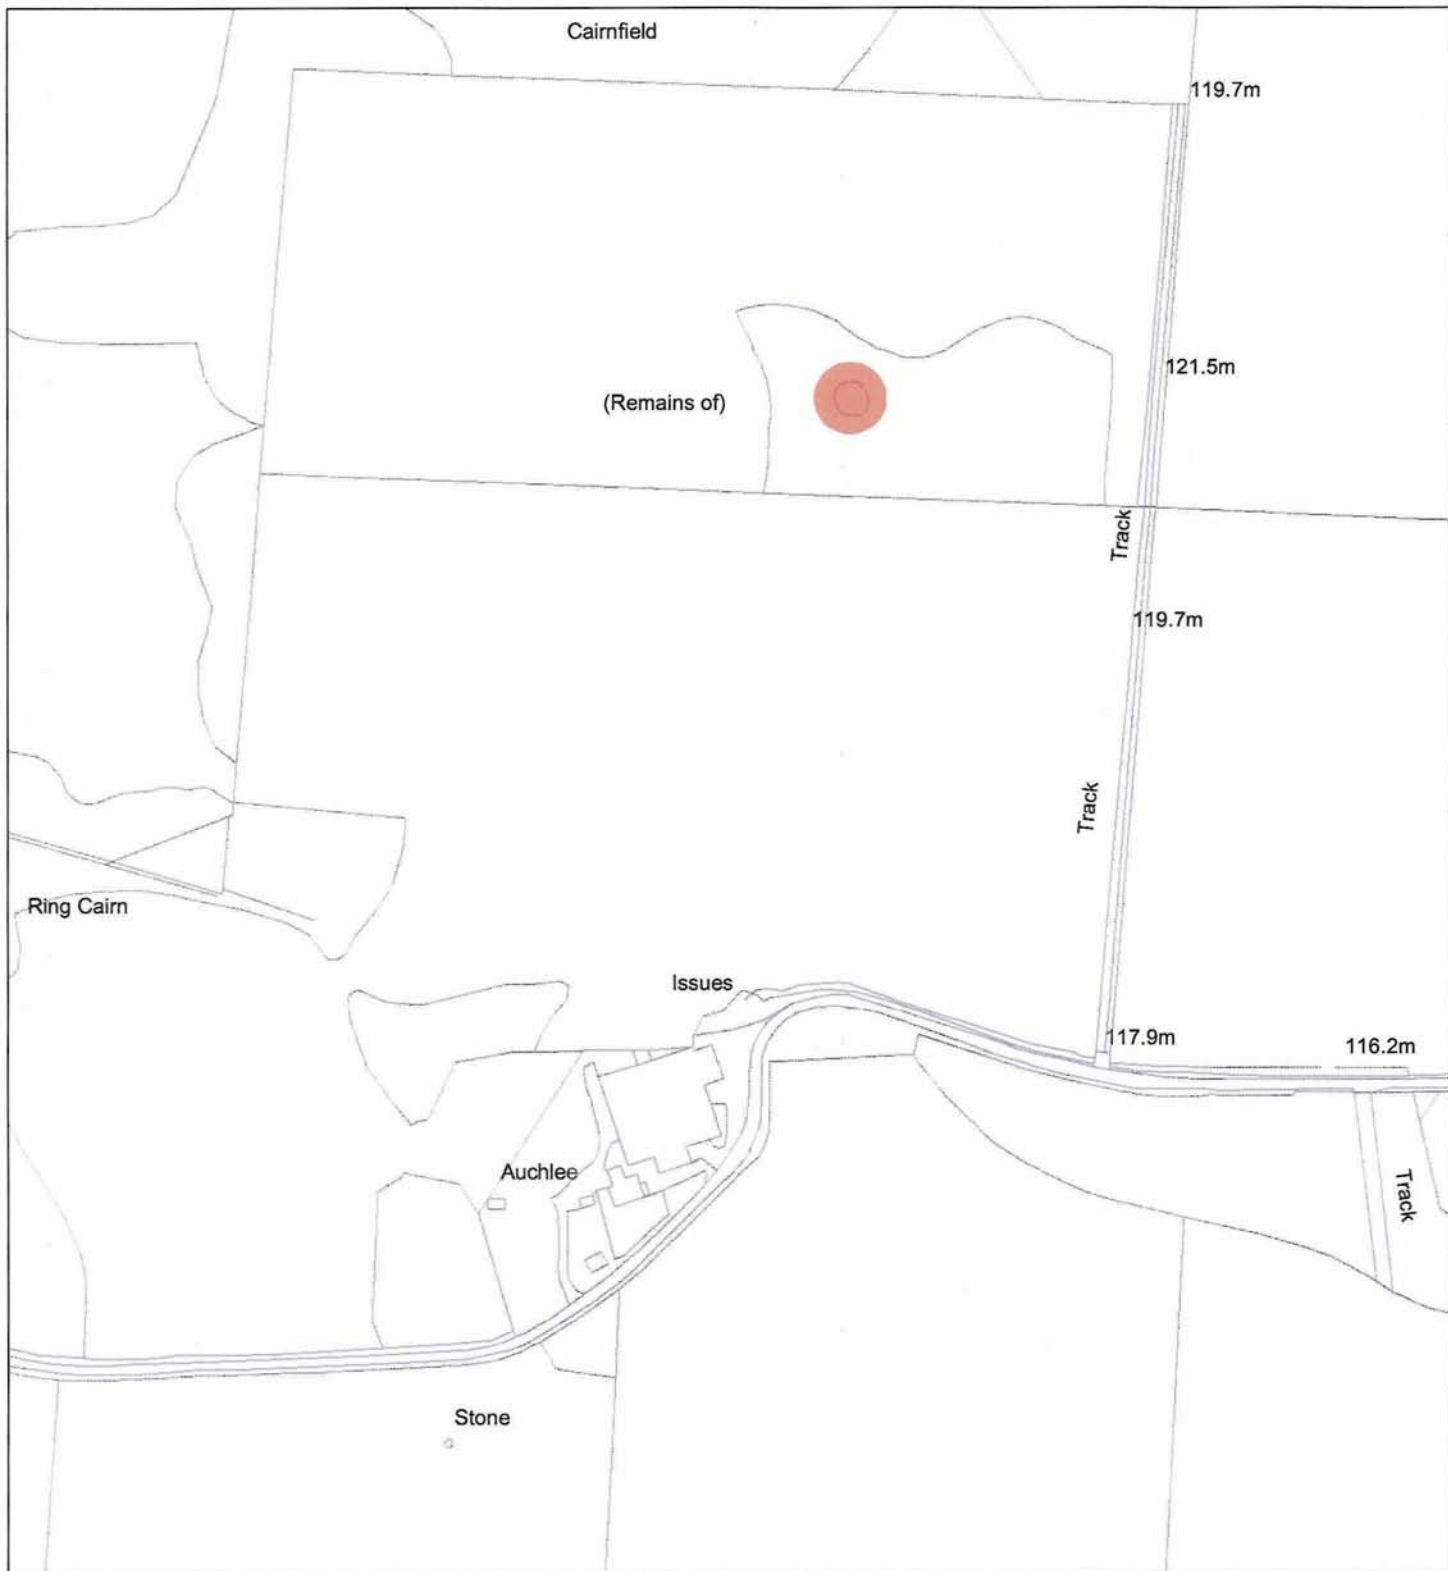 Cairnfield
119.7m
121.5m
(Remains of)
Track
119.7m
Track
Ring Cairn
Issues
117.9m
116.2m
Auchlee
Track
Stone